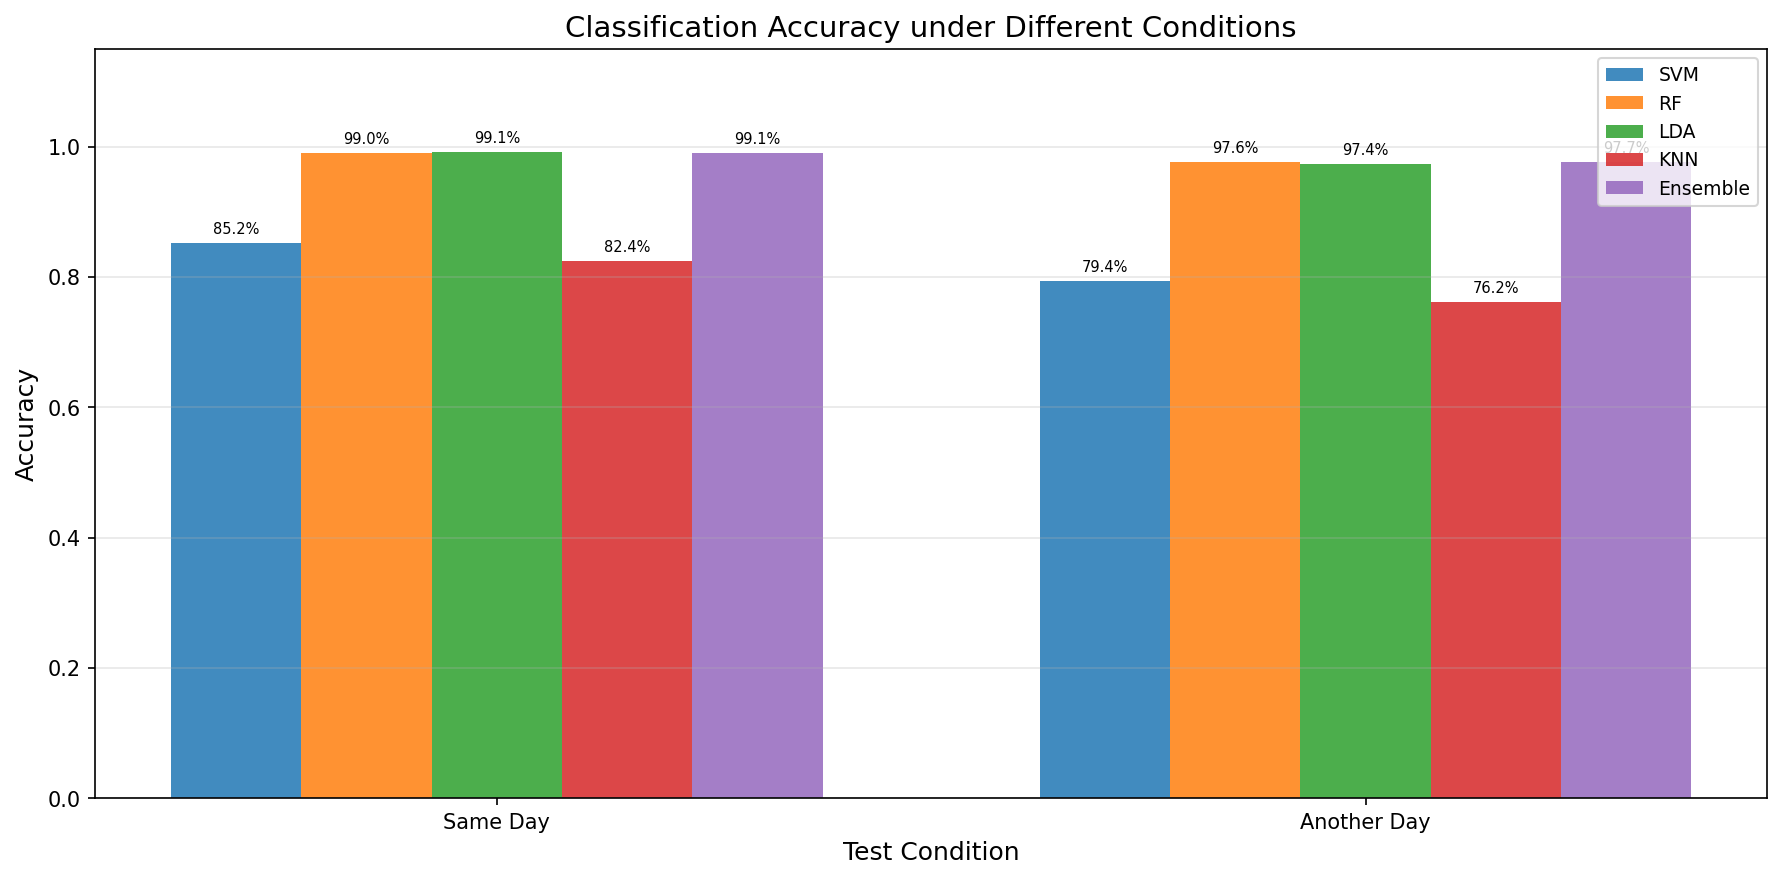 Classification Accuracy under Different Conditions
SVM
RF
LDA
KNN
Ensemble
1.0
0.8
0.6
0.4
0.2
0.0
Accuracy
85.2%
99.0%
99.1%
82.4%
99.1%
79.4%
97.6%
97.4%
76.2%
97.7%
Same Day
Another Day
Test Condition